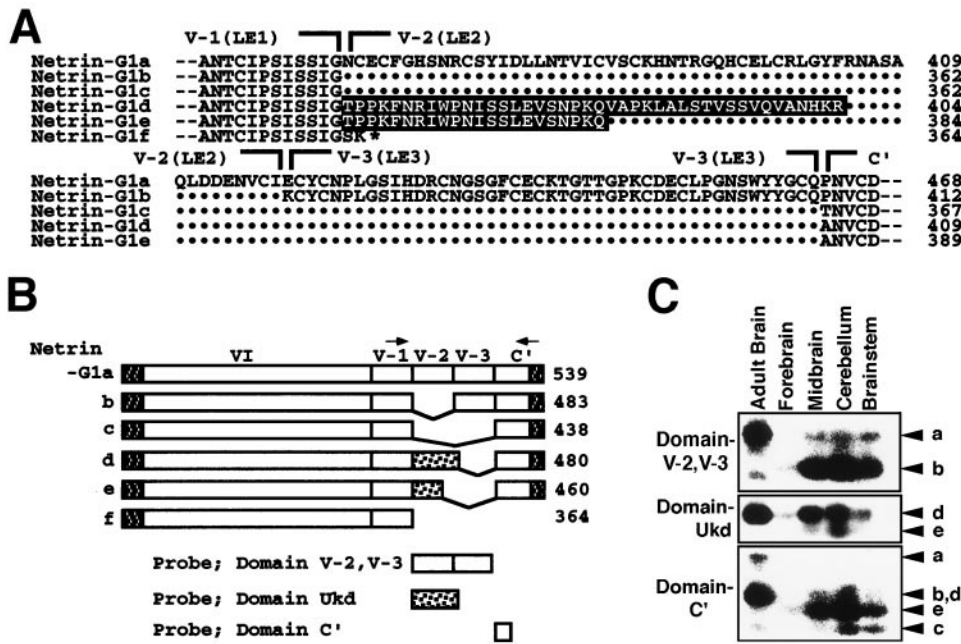 A
V-1(LE1) V-2(LE2)
Netrin-G1a --ANTCIPSISSIGNCECFGHSNRCSYIDLLNTVICVSCKHNTRGQHCELCRLGYFRNASA 409
Netrin-G1b --ANTCIPSISSIG••••••••••••••••••••••••••••••••••••••••••••••• 362
Netrin-G1c --ANTCIPSISSIG••••••••••••••••••••••••••••••••••••••••••••••• 362
Netrin-G1d --ANTCIPSISSIGTPPKFNRIWPNISSLEVSNPKQVAPKLALSTVSSVQVANHKR••••• 404
Netrin-G1e --ANTCIPSISSIGTPPKFNRIWPNISSLEVSNPKQ••••••••••••••••••••••••• 384
Netrin-G1f --ANTCIPSISSIGSK* 364
V-2(LE2) V-3(LE3) V-3(LE3) C'
Netrin-G1a QLDDENVCIECYCNPLGSIHDRCNGSGFCECKTGTTGPKCDECLPGNSWYYGCQPNVCD-- 468
Netrin-G1b •••••••••KCYCNPLGSIHDRCNGSGFCECKTGTTGPKCDECLPGNSWYYGCQPNVCD-- 412
Netrin-G1c ••••••••••••••••••••••••••••••••••••••••••••••••••••••TNVCD-- 367
Netrin-G1d ••••••••••••••••••••••••••••••••••••••••••••••••••••••ANVCD-- 409
Netrin-G1e ••••••••••••••••••••••••••••••••••••••••••••••••••••••ANVCD-- 389
B
Netrin VI V-1 V-2 V-3 C'
-G1a 539
b 483
c 438
d 480
e 460
f 364
Probe; Domain V-2,V-3
Probe; Domain Ukd
Probe; Domain C'
C
Adult Brain
Forebrain
Midbrain
Cerebellum
Brainstem
Domain-
V-2,V-3
a
b
Domain-
Ukd
d
e
Domain-
C'
a
b,d
e
c